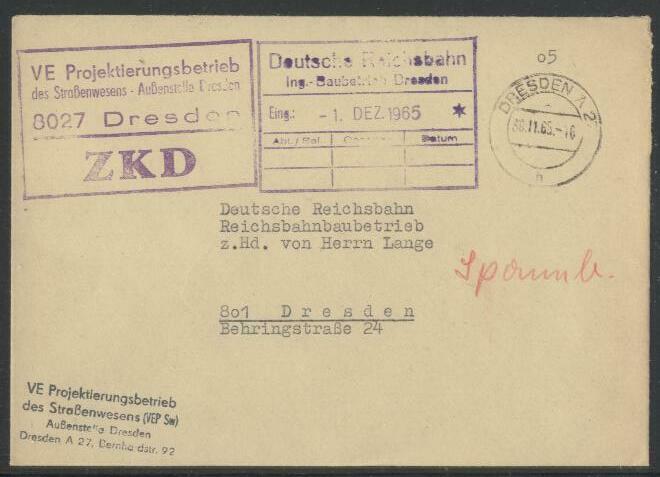 VE Projektierungsbetrieb
des Straßenwesens - Außenstelle Dresden
8027 Dresden
ZKD
Deutsche Reichsbahn
Ing.-Baubetrieb Dresden
Eing.: - 1. DEZ. 1965 *
Abt./ Datum
o5
DRESDEN A 2
30.11.65.-16
h
Deutsche Reichsbahn
Reichsbahnbaubetrieb
z.Hd. von Herrn Lange
801 Dresden
Behringstraße 24
VE Projektierungsbetrieb
des Straßenwesens (VEP Sw)
Außenstelle Dresden
Dresden A 27, Bernhardstr. 92